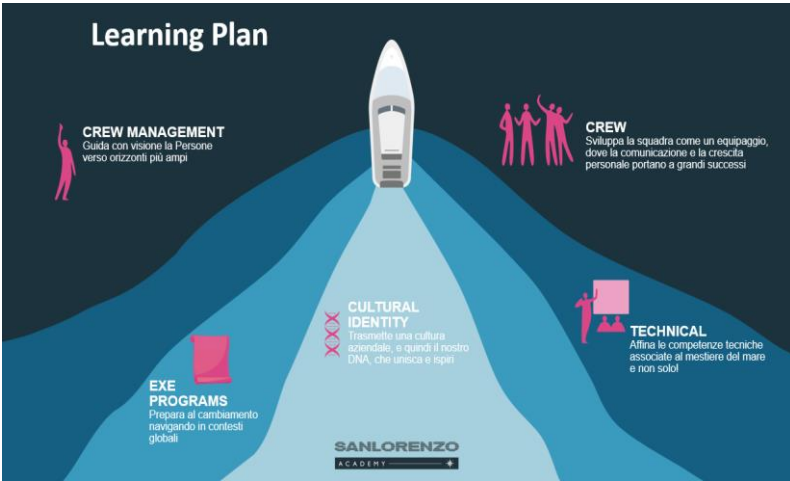 Learning Plan
CREW MANAGEMENT
Guida con visione la Persone
verso orizzonti più ampi
CREW
Sviluppa la squadra come un equipaggio,
dove la comunicazione e la crescita
personale portano a grandi successi
CULTURAL
IDENTITY
Trasmette una cultura
aziendale, e quindi il nostro
DNA, che unisca e ispiri
TECHNICAL
Affina le competenze tecniche
associate al mestiere del mare
e non solo!
EXE
PROGRAMS
Prepara al cambiamento
navigando in contesti
globali
SANLORENZO
ACADEMY